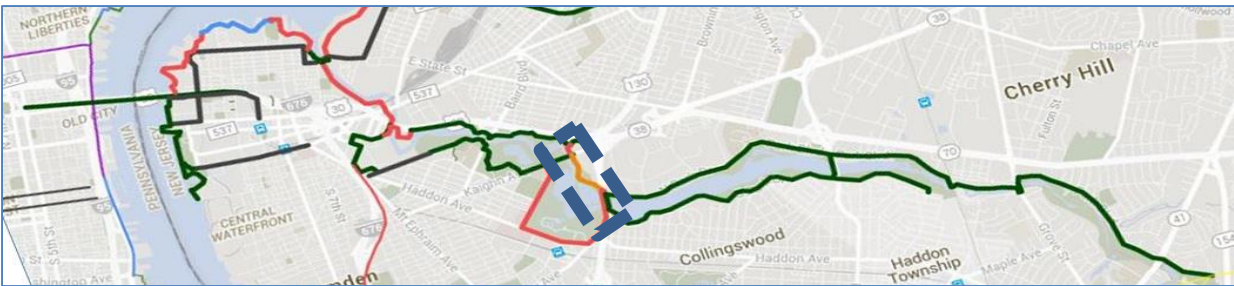 NORTHERN
LIBERTIES
95
OLD CITY
PENNSYLVANIA
NEW JERSEY
537
676
30
E State St
537
Baird Blvd
130
38
38
Chapel Ave
Cherry Hill
Fulton St
70
41
154
Haddon Ave
Kaighn A
S 7th St
Mt Ephraim Ave
676
CENTRAL
WATERFRONT
S 5th St
Collingswood
Haddon Ave
Haddon
Township
Maple Ave
Grove St